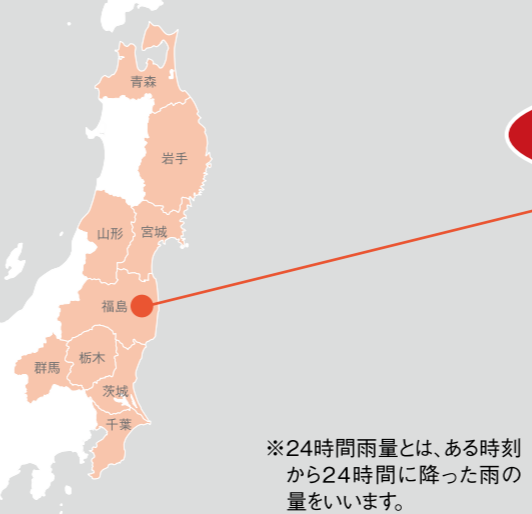 青森
岩手
山形
宮城
福島
群馬
栃木
茨城
千葉
※24時間雨量とは、ある時刻
から24時間に降った雨の
量をいいます。